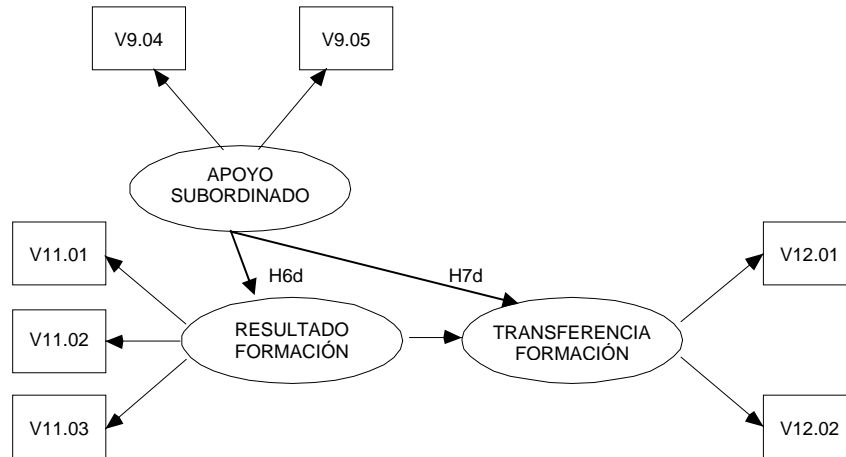 V9.04
V9.05
APOYO
SUBORDINADO
V11.01
V12.01
H6d
H7d
V11.02
RESULTADO
FORMACIÓN
TRANSFERENCIA
FORMACIÓN
V11.03
V12.02